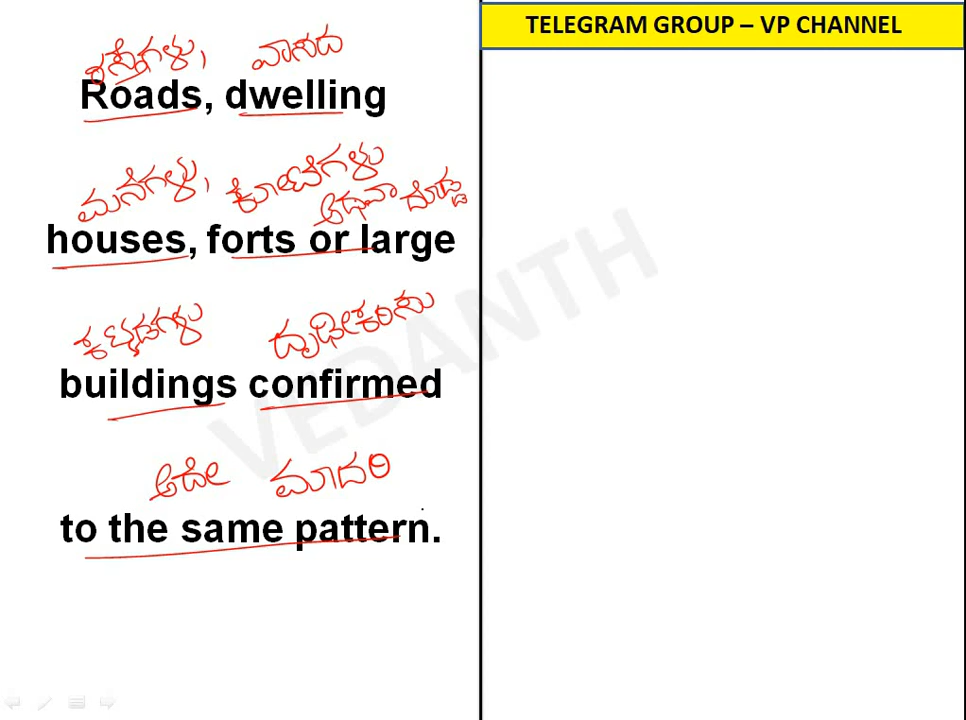 ರಸ್ತೆಗಳು, ವಾಸದ
Roads, dwelling
ಮನೆಗಳು, ಕೋಟೆಗಳು
ಅಥವಾ ದೊಡ್ಡ
houses, forts or large
ಕಟ್ಟಡಗಳು ದೃಢೀಕರಿಸು
buildings confirmed
ಅದೇ ಮಾದರಿ
to the same pattern.
TELEGRAM GROUP – VP CHANNEL
VEDANTH